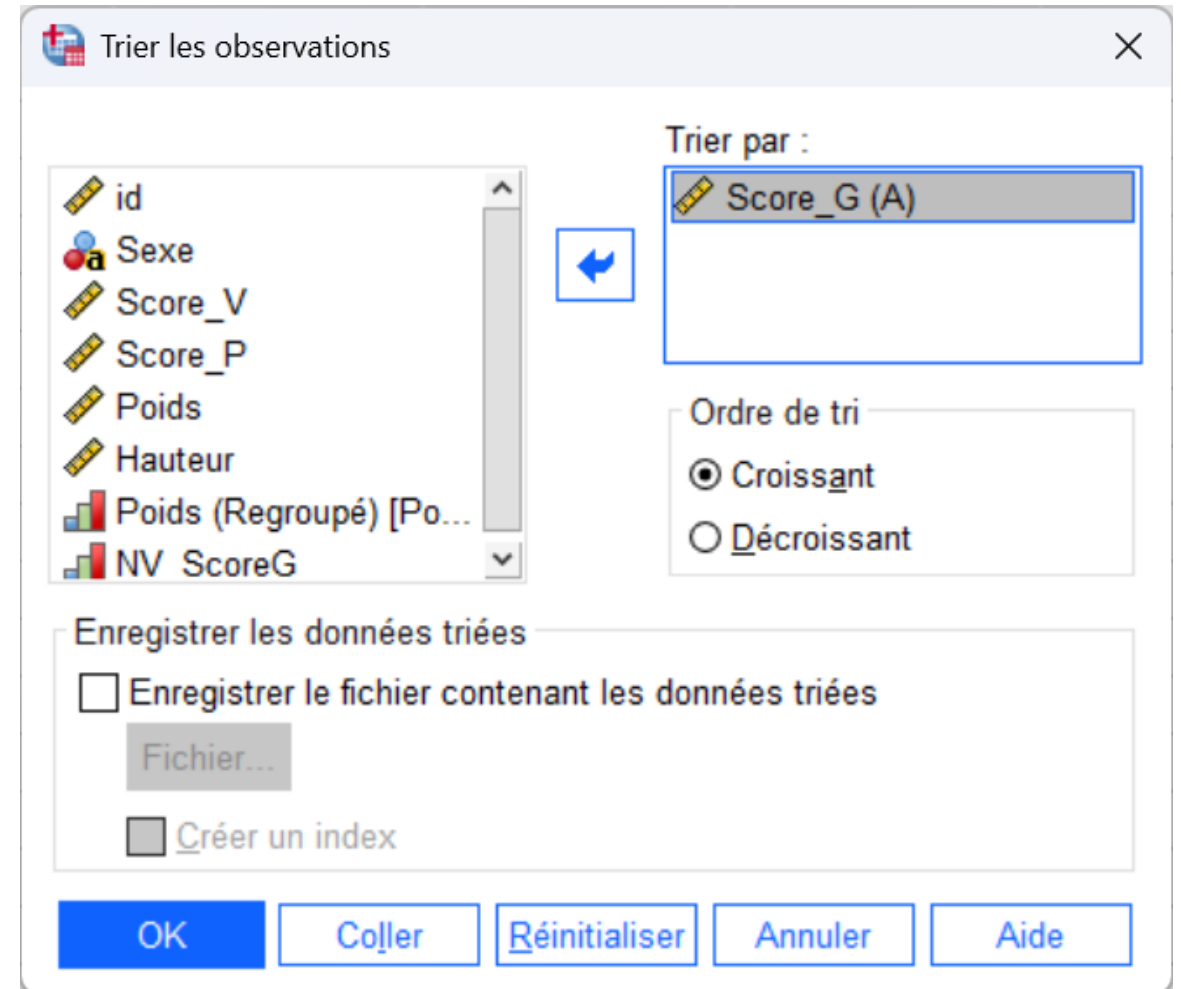 Trier les observations
Trier par :
id
Sexe
Score_V
Score_P
Poids
Hauteur
Poids (Regroupé) [Po...
NV_ScoreG
Score_G (A)
Ordre de tri
Croissant
Décroissant
Enregistrer les données triées
Enregistrer le fichier contenant les données triées
Fichier...
Créer un index
OK
Coller
Réinitialiser
Annuler
Aide